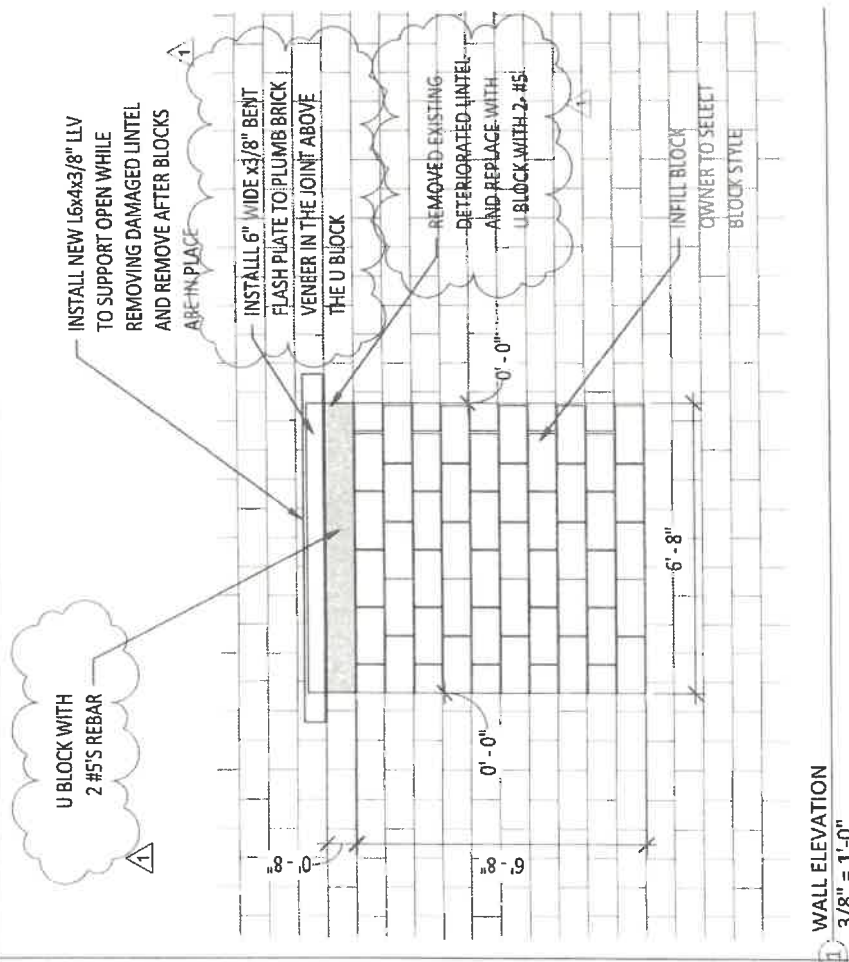 U BLOCK WITH
2 #5'S REBAR
1
INSTALL NEW L6x4x3/8" LLV
TO SUPPORT OPEN WHILE
REMOVING DAMAGED LINTEL
AND REMOVE AFTER BLOCKS
ARE IN PLACE
1
INSTALLL 6" WIDE x3/8" BENT
FLASH PLATE TO PLUMB BRICK
VENEER IN THE JOINT ABOVE
THE U BLOCK
REMOVED EXISTING
DETERIORATED LINTEL
AND REPLACE WITH
U BLOCK WITH 2, #5
1
INFILL BLOCK
OWNER TO SELECT
BLOCK STYLE
0' - 8"
6' - 8"
0' - 0"
0' - 0"
6' - 8"
1
WALL ELEVATION
3/8" = 1'-0"